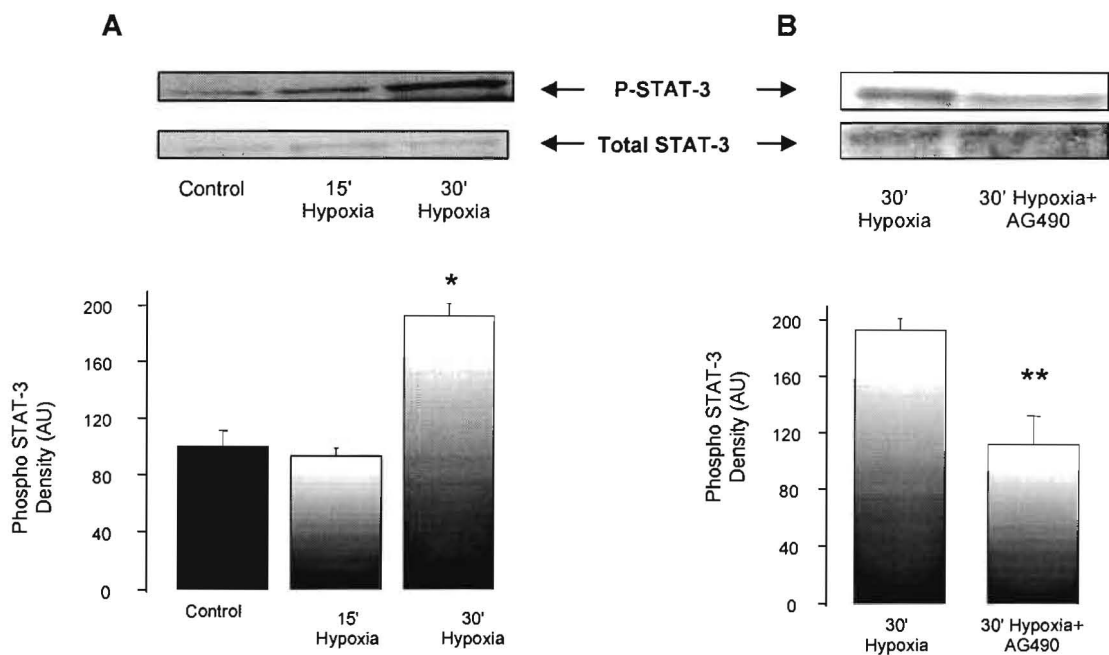 A
B
P-STAT-3
Total STAT-3
Control
15'
Hypoxia
30'
Hypoxia
30'
Hypoxia
30' Hypoxia+
AG490
Phospho STAT-3
Density (AU)
200
160
120
80
40
0
*
Control
15'
Hypoxia
30'
Hypoxia
Phospho STAT-3
Density (AU)
200
160
120
80
40
0
**
30'
Hypoxia
30' Hypoxia+
AG490